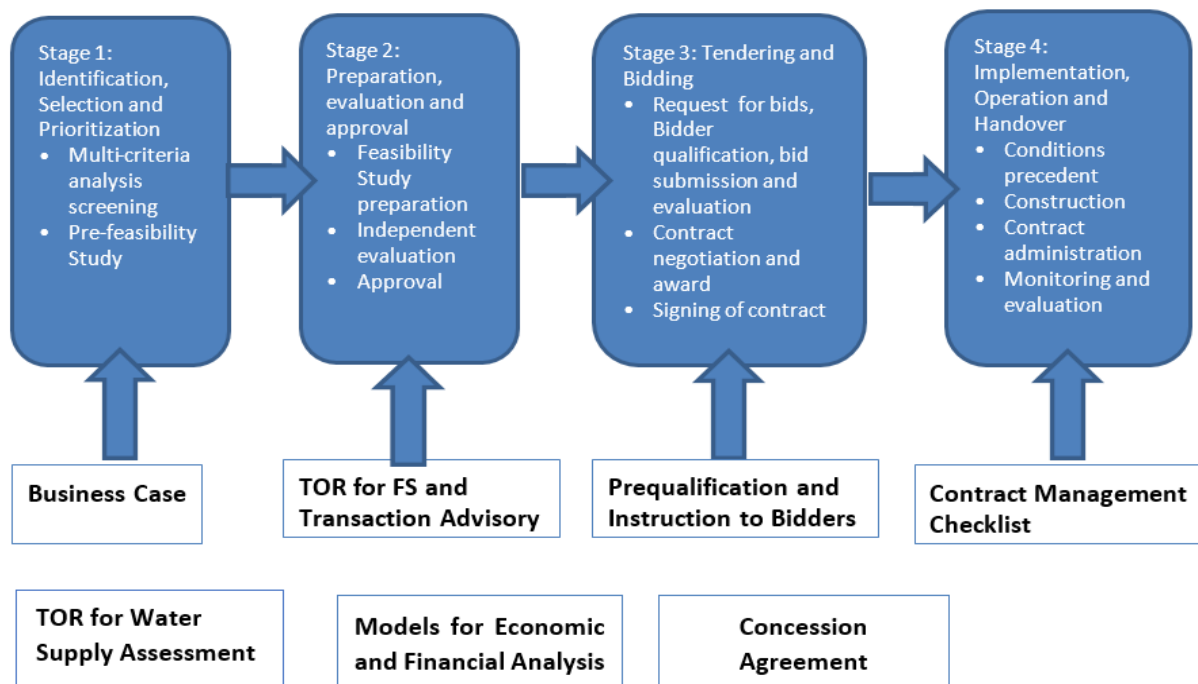 Stage 1:
Identification,
Selection and
Prioritization
• Multi-criteria
analysis
screening
• Pre-feasibility
Study
Stage 2:
Preparation,
evaluation and
approval
• Feasibility
Study
preparation
• Independent
evaluation
• Approval
Stage 3: Tendering and
Bidding
• Request for bids,
Bidder
qualification, bid
submission and
evaluation
• Contract
negotiation and
award
• Signing of contract
Stage 4:
Implementation,
Operation and
Handover
• Conditions
precedent
• Construction
• Contract
administration
• Monitoring and
evaluation
Business Case
TOR for FS and
Transaction Advisory
Prequalification and
Instruction to Bidders
Contract Management
Checklist
TOR for Water
Supply Assessment
Models for Economic
and Financial Analysis
Concession
Agreement